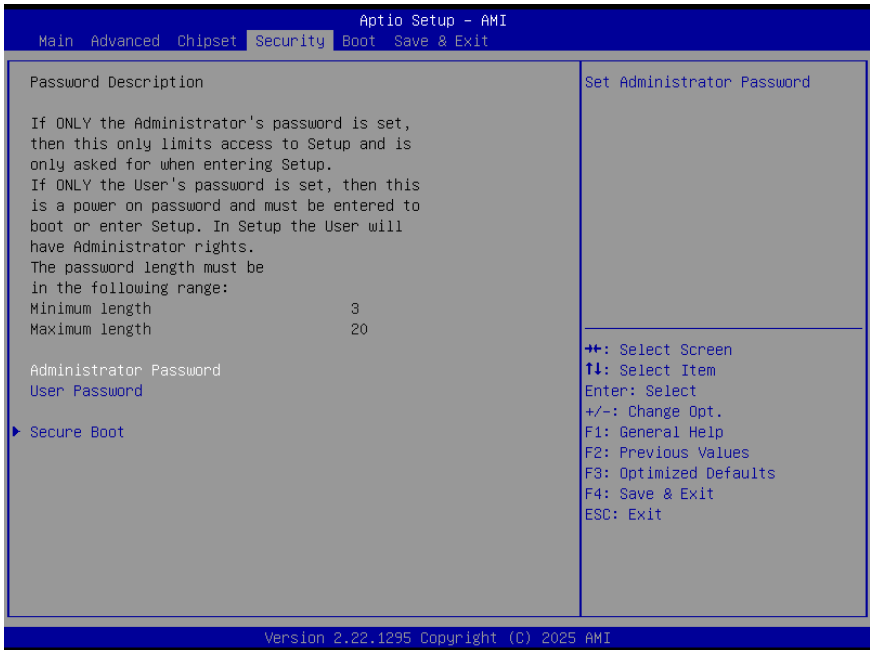 Aptio Setup – AMI
Main Advanced Chipset Security Boot Save & Exit
Password Description
If ONLY the Administrator's password is set,
then this only limits access to Setup and is
only asked for when entering Setup.
If ONLY the User's password is set, then this
is a power on password and must be entered to
boot or enter Setup. In Setup the User will
have Administrator rights.
The password length must be
in the following range:
Minimum length 3
Maximum length 20
Administrator Password
User Password
Secure Boot
Set Administrator Password
→←: Select Screen
↑↓: Select Item
Enter: Select
+/-: Change Opt.
F1: General Help
F2: Previous Values
F3: Optimized Defaults
F4: Save & Exit
ESC: Exit
Version 2.22.1295 Copyright (C) 2025 AMI